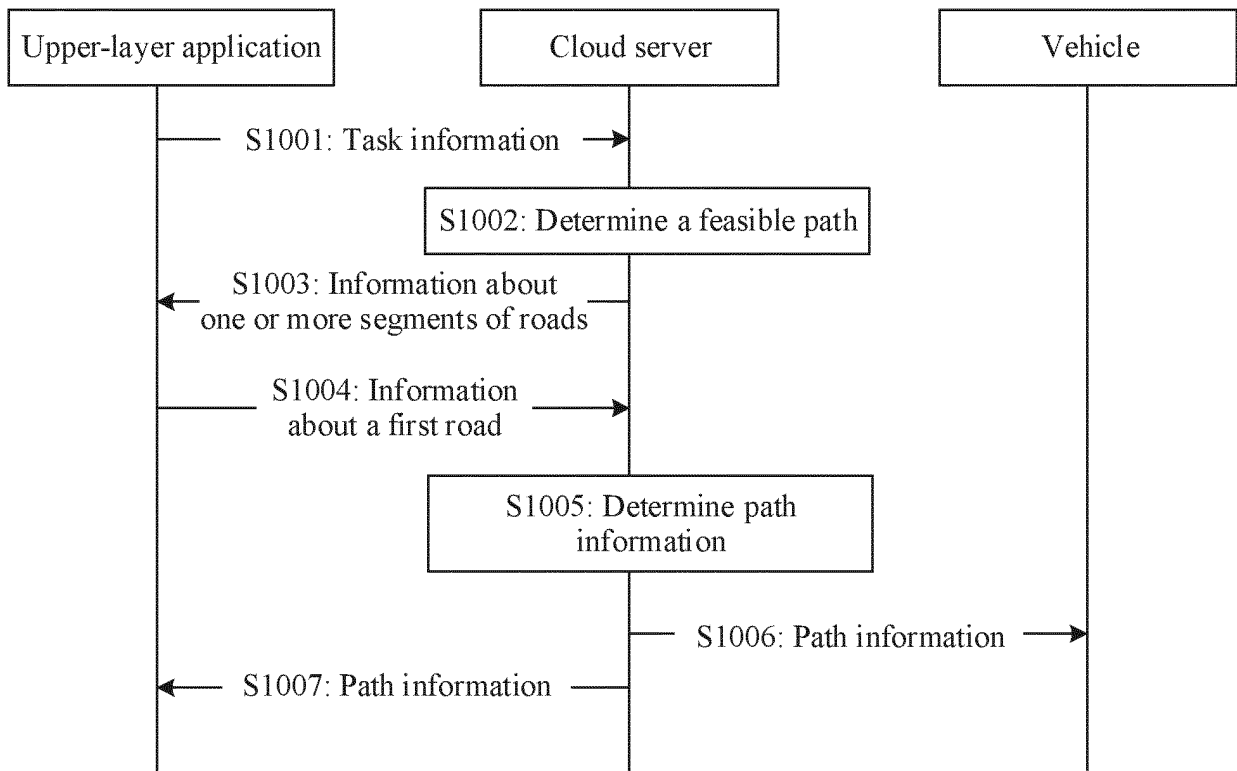 Upper-layer application
Cloud server
Vehicle
S1001: Task information
S1002: Determine a feasible path
S1003: Information about
one or more segments of roads
S1004: Information
about a first road
S1005: Determine path
information
S1006: Path information
S1007: Path information